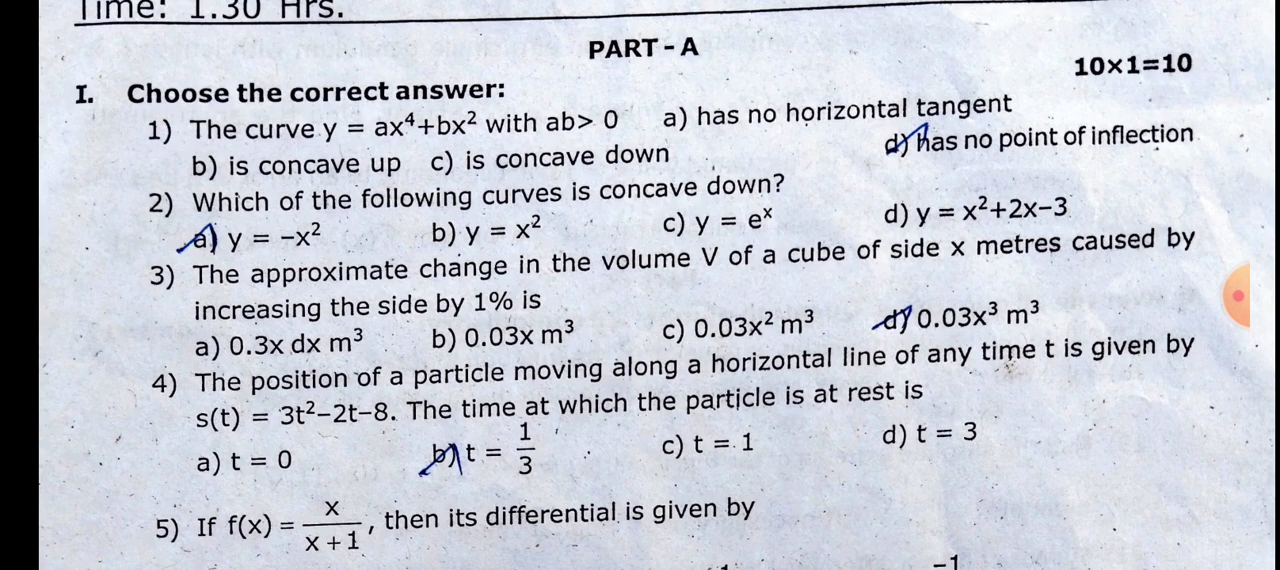 Time: 1.30 Hrs.
PART - A
10×1=10
I. Choose the correct answer:
1) The curve y = ax⁴+bx² with ab> 0 a) has no horizontal tangent
b) is concave up c) is concave down d) has no point of inflection
2) Which of the following curves is concave down?
a) y = −x² b) y = x² c) y = eˣ d) y = x²+2x−3
3) The approximate change in the volume V of a cube of side x metres caused by
increasing the side by 1% is
a) 0.3x dx m³ b) 0.03x m³ c) 0.03x² m³ d) 0.03x³ m³
4) The position of a particle moving along a horizontal line of any time t is given by
s(t) = 3t²−2t−8. The time at which the particle is at rest is
a) t = 0 b) t = 1/3 c) t = 1 d) t = 3
5) If f(x) = x/(x+1), then its differential is given by
−1